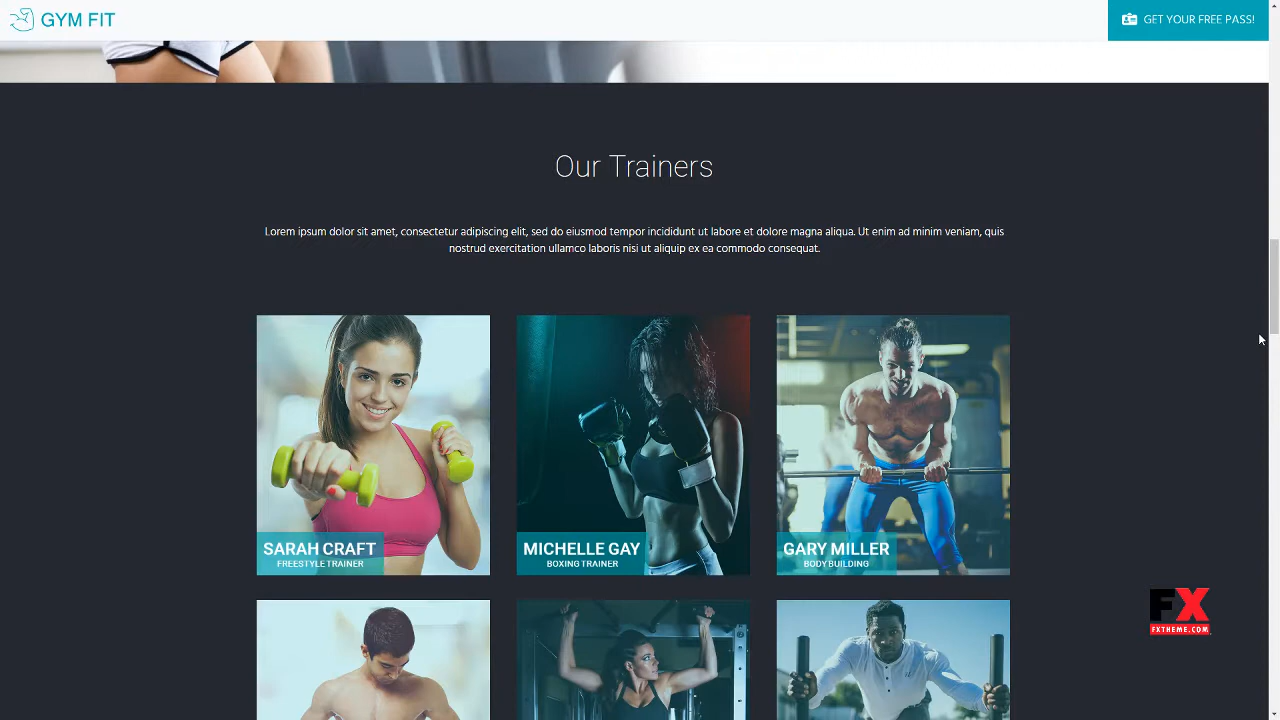 GYM FIT
GET YOUR FREE PASS!
Our Trainers
Lorem ipsum dolor sit amet, consectetur adipiscing elit, sed do eiusmod tempor incididunt ut labore et dolore magna aliqua. Ut enim ad minim veniam, quis
nostrud exercitation ullamco laboris nisi ut aliquip ex ea commodo consequat.
SARAH CRAFT
FREESTYLE TRAINER
MICHELLE GAY
BOXING TRAINER
GARY MILLER
BODY BUILDING
FX
FXTHEME.COM